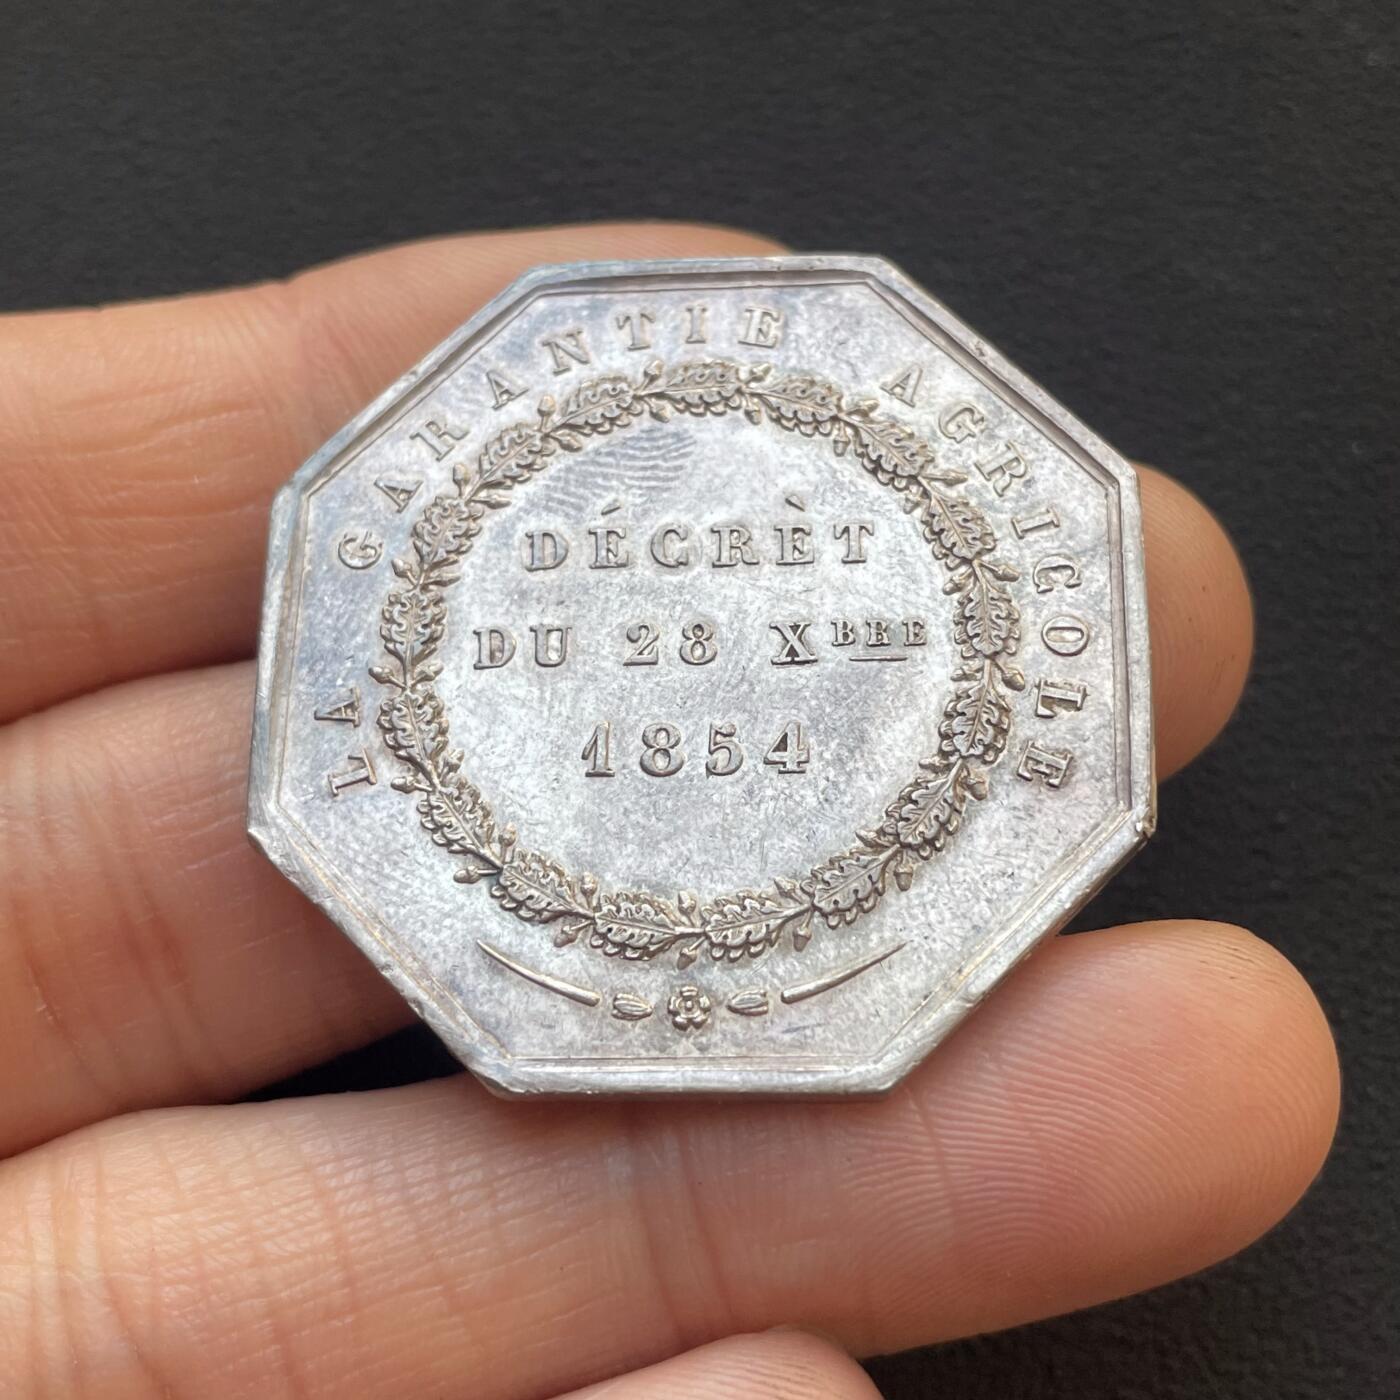 LA GARANTIE AGRICOLE
DÉCRÈT
DU 28 XBRE
1854